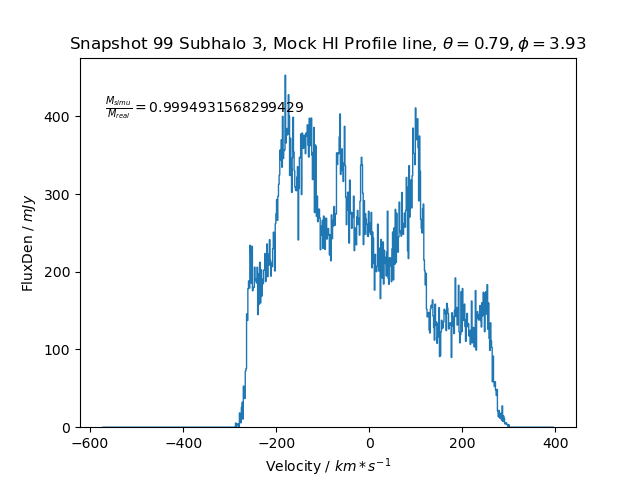 Snapshot 99 Subhalo 3, Mock HI Profile line, θ = 0.79, ϕ = 3.93
M_simu/M_real = 0.9994931568299429
400
300
200
100
0
FluxDen / mJy
−600 −400 −200 0 200 400
Velocity / km * s^−1